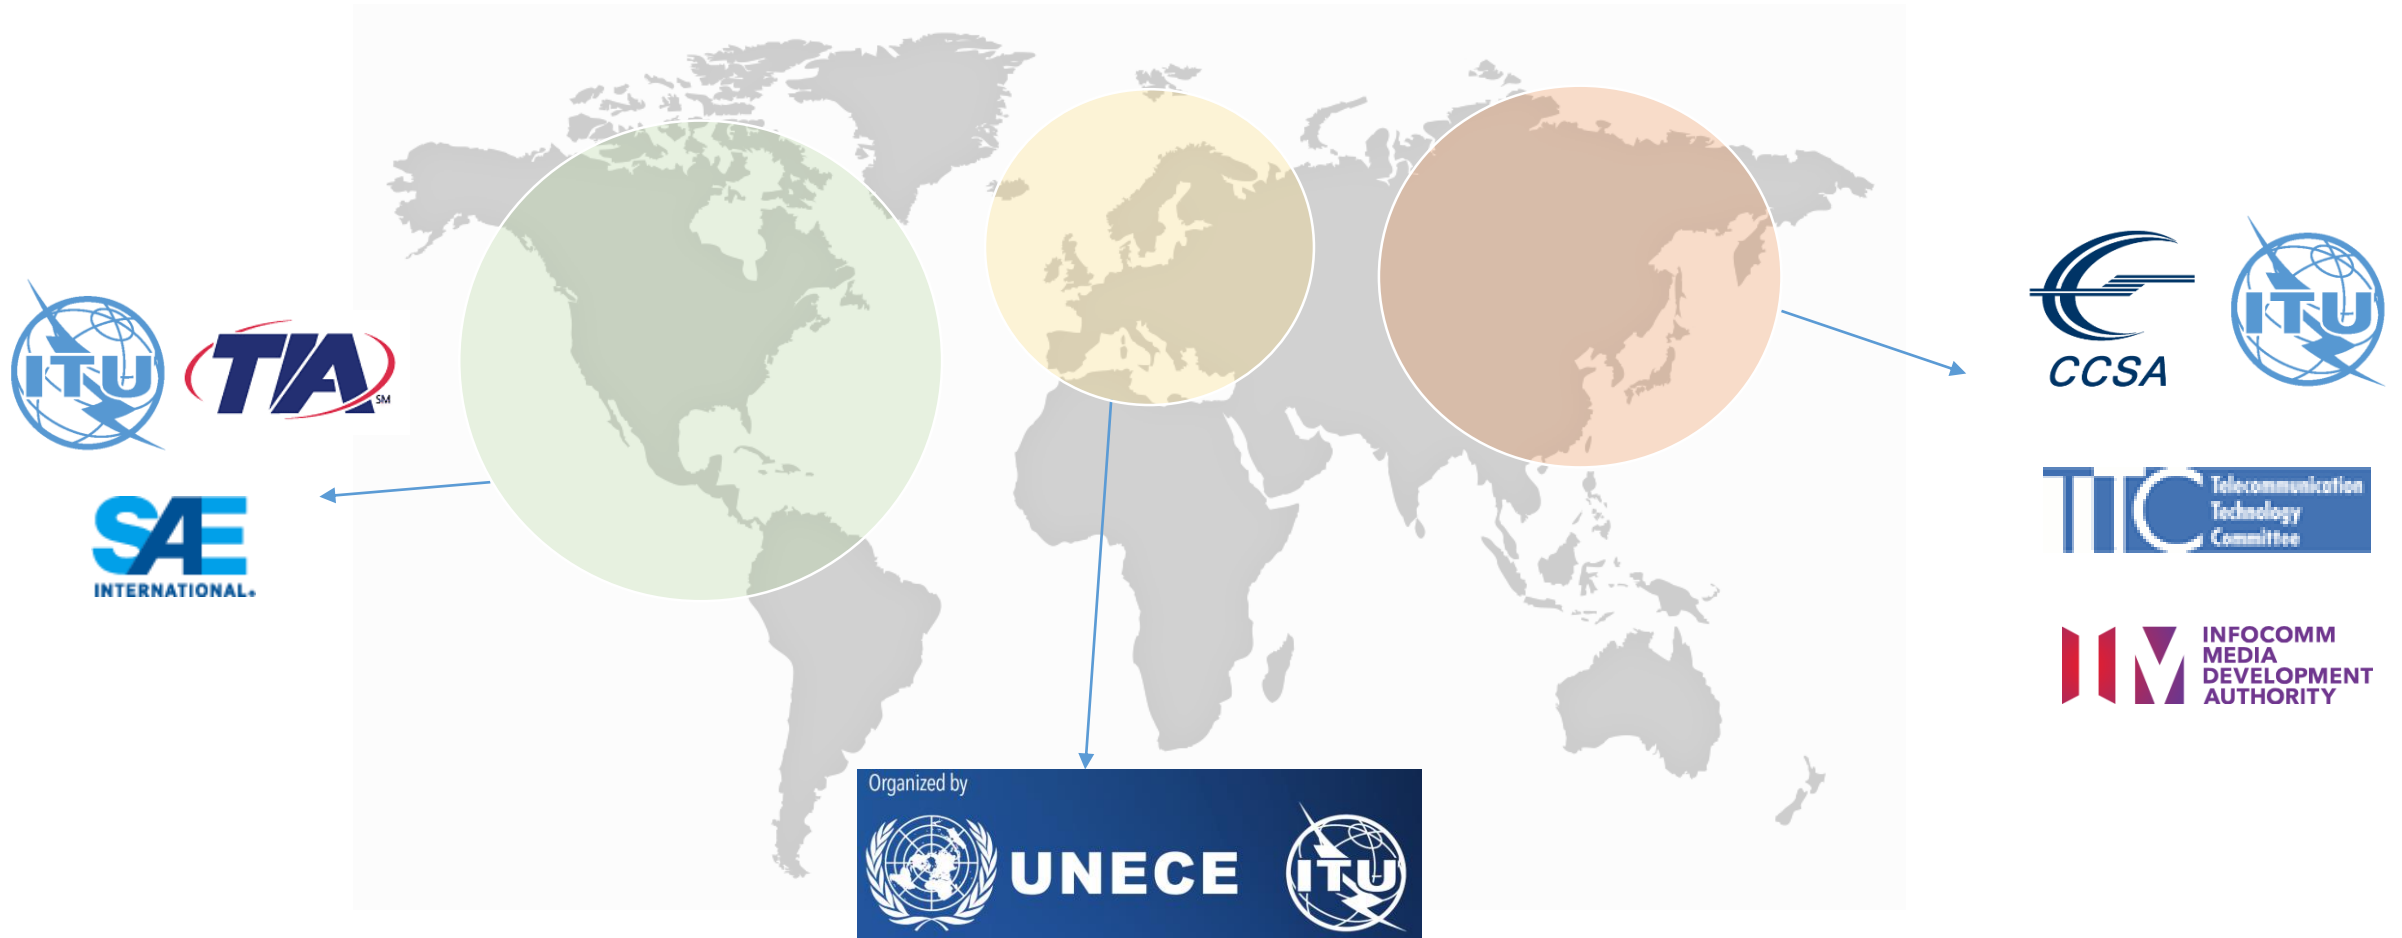 ITU
TIA
SM
SAE
INTERNATIONAL
CCSA
ITU
TTC
Telecommunication
Technology
Committee
INFOCOMM
MEDIA
DEVELOPMENT
AUTHORITY
Organized by
UNECE
ITU